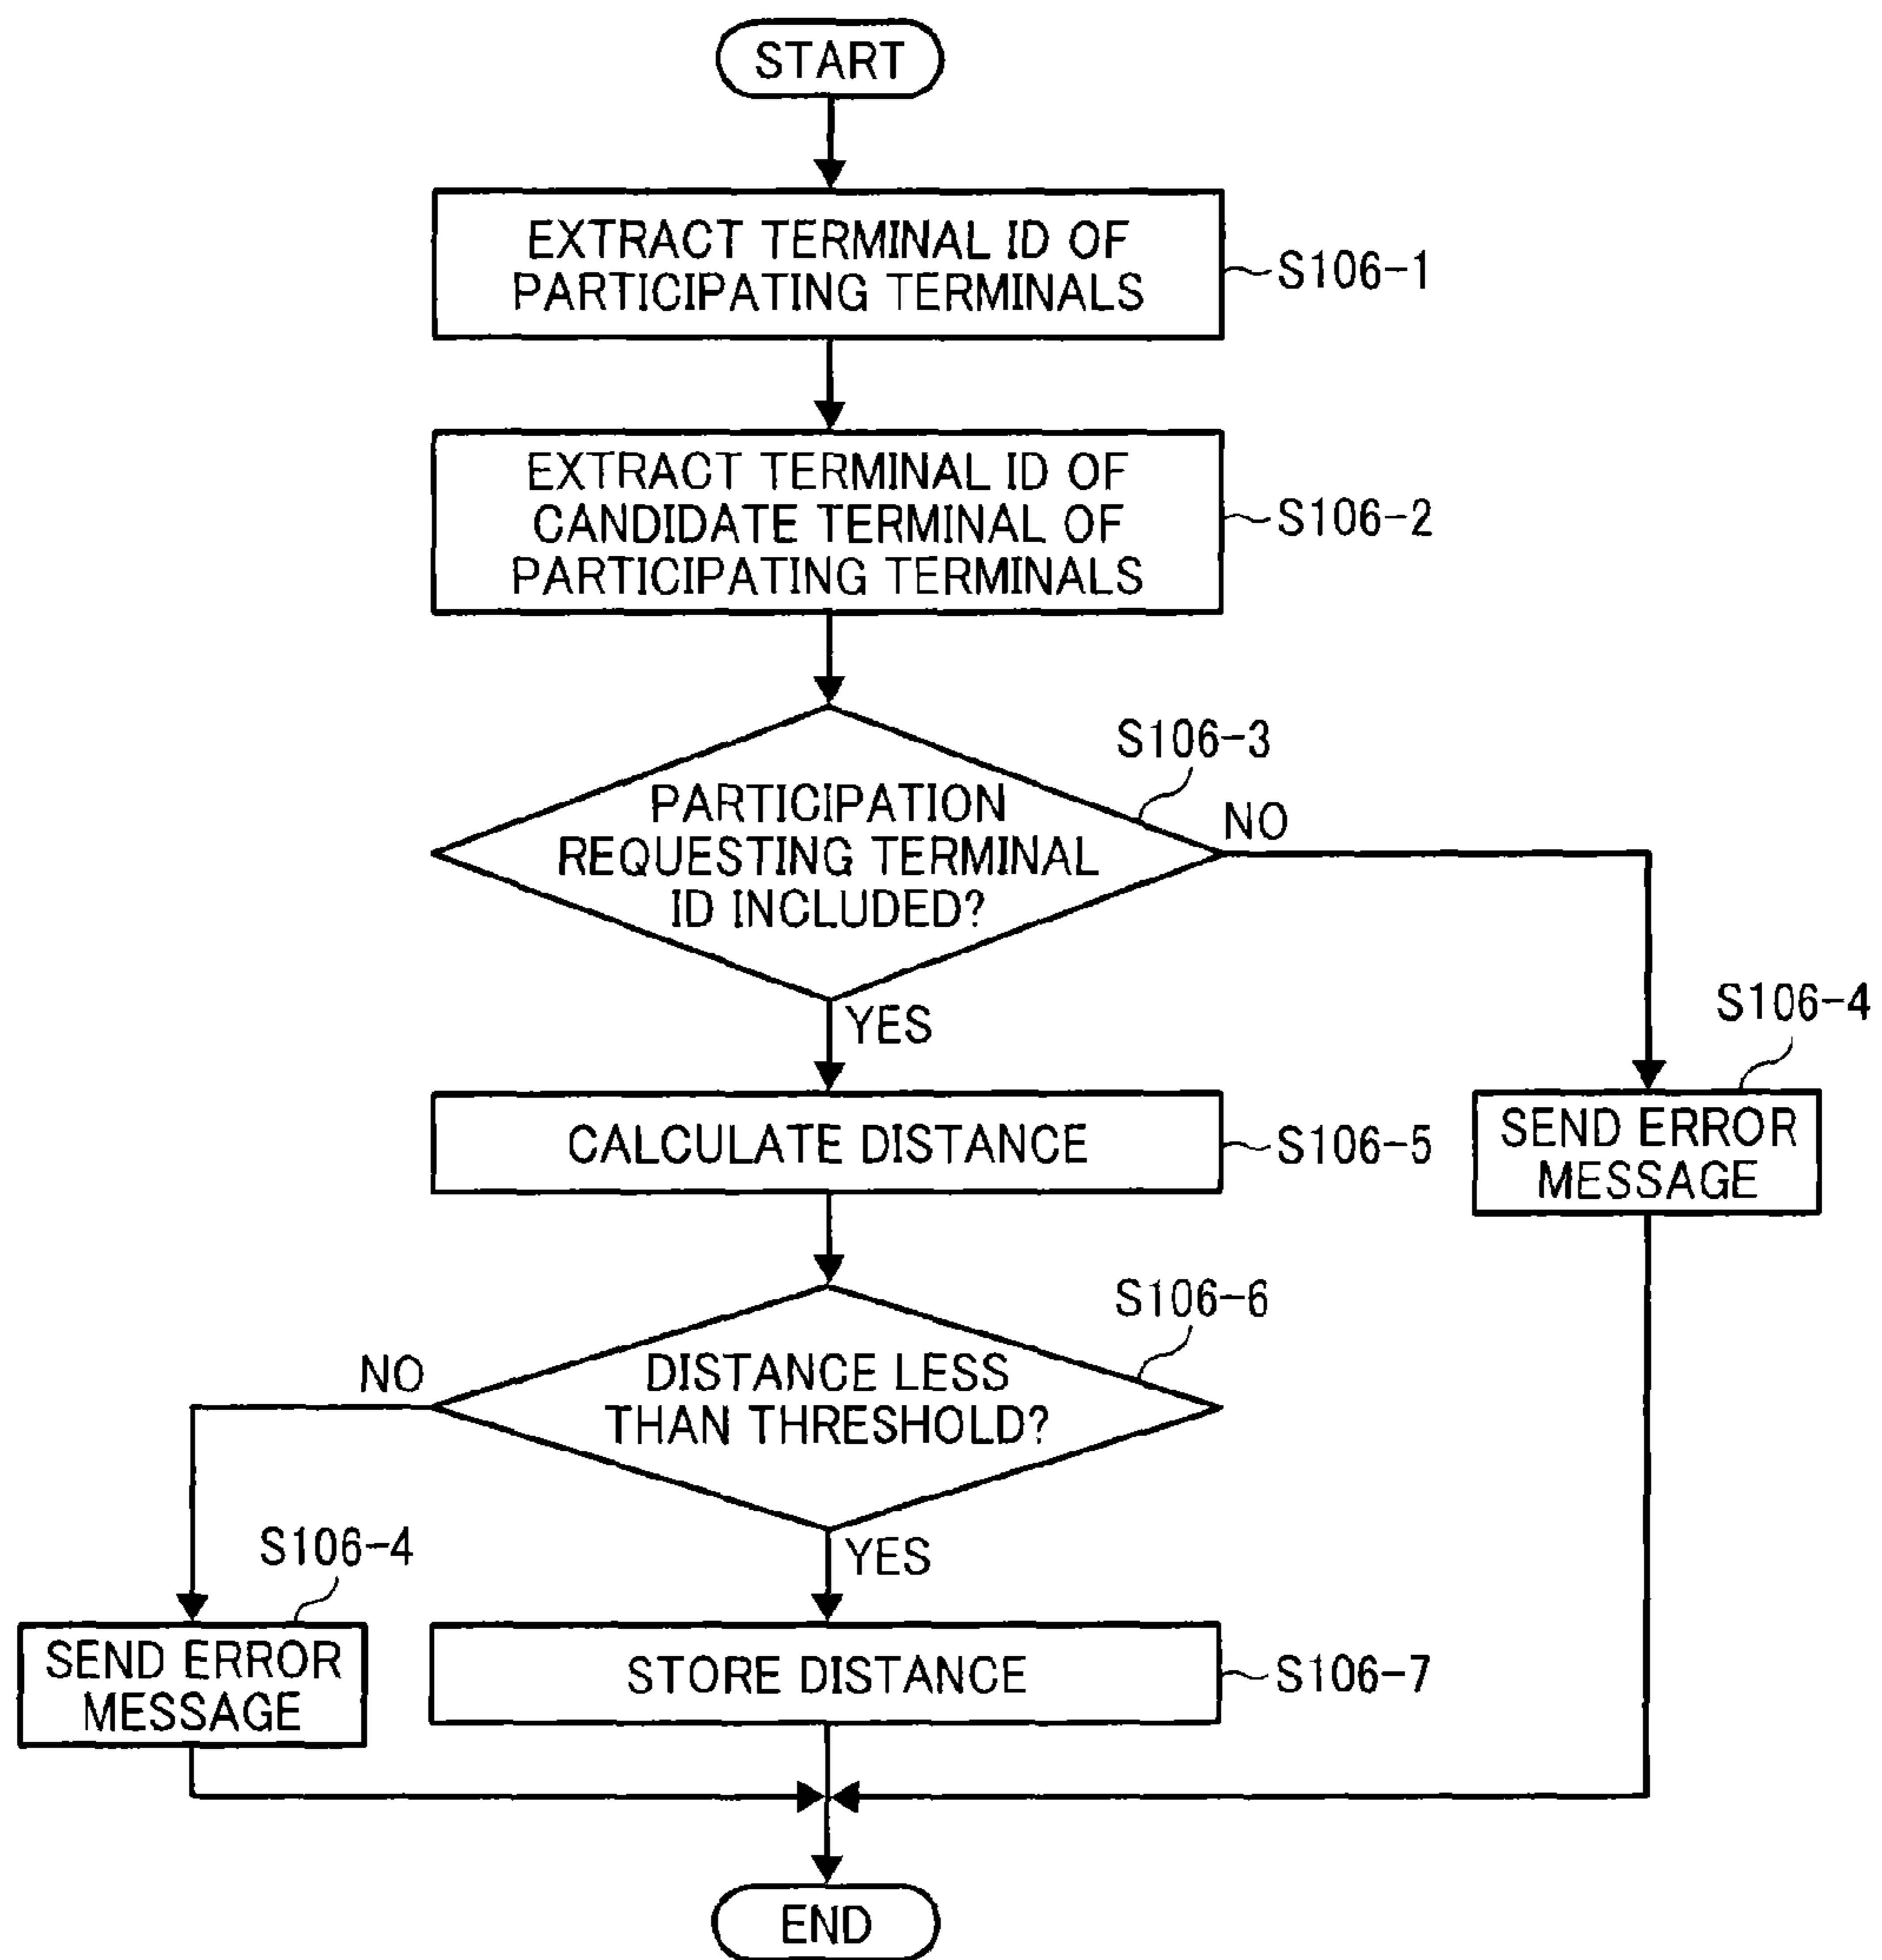 START
EXTRACT TERMINAL ID OF
PARTICIPATING TERMINALS
S106-1
EXTRACT TERMINAL ID OF
CANDIDATE TERMINAL OF
PARTICIPATING TERMINALS
S106-2
S106-3
PARTICIPATION
REQUESTING TERMINAL
ID INCLUDED?
NO
YES
S106-4
SEND ERROR
MESSAGE
CALCULATE DISTANCE
S106-5
S106-6
DISTANCE LESS
THAN THRESHOLD?
NO
YES
S106-4
SEND ERROR
MESSAGE
STORE DISTANCE
S106-7
END